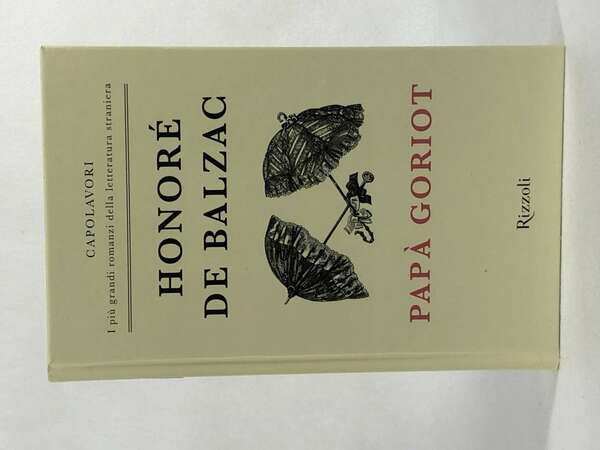 CAPOLAVORI
I più grandi romanzi della letteratura straniera
HONORÉ
DE BALZAC
PAPÀ GORIOT
Rizzoli